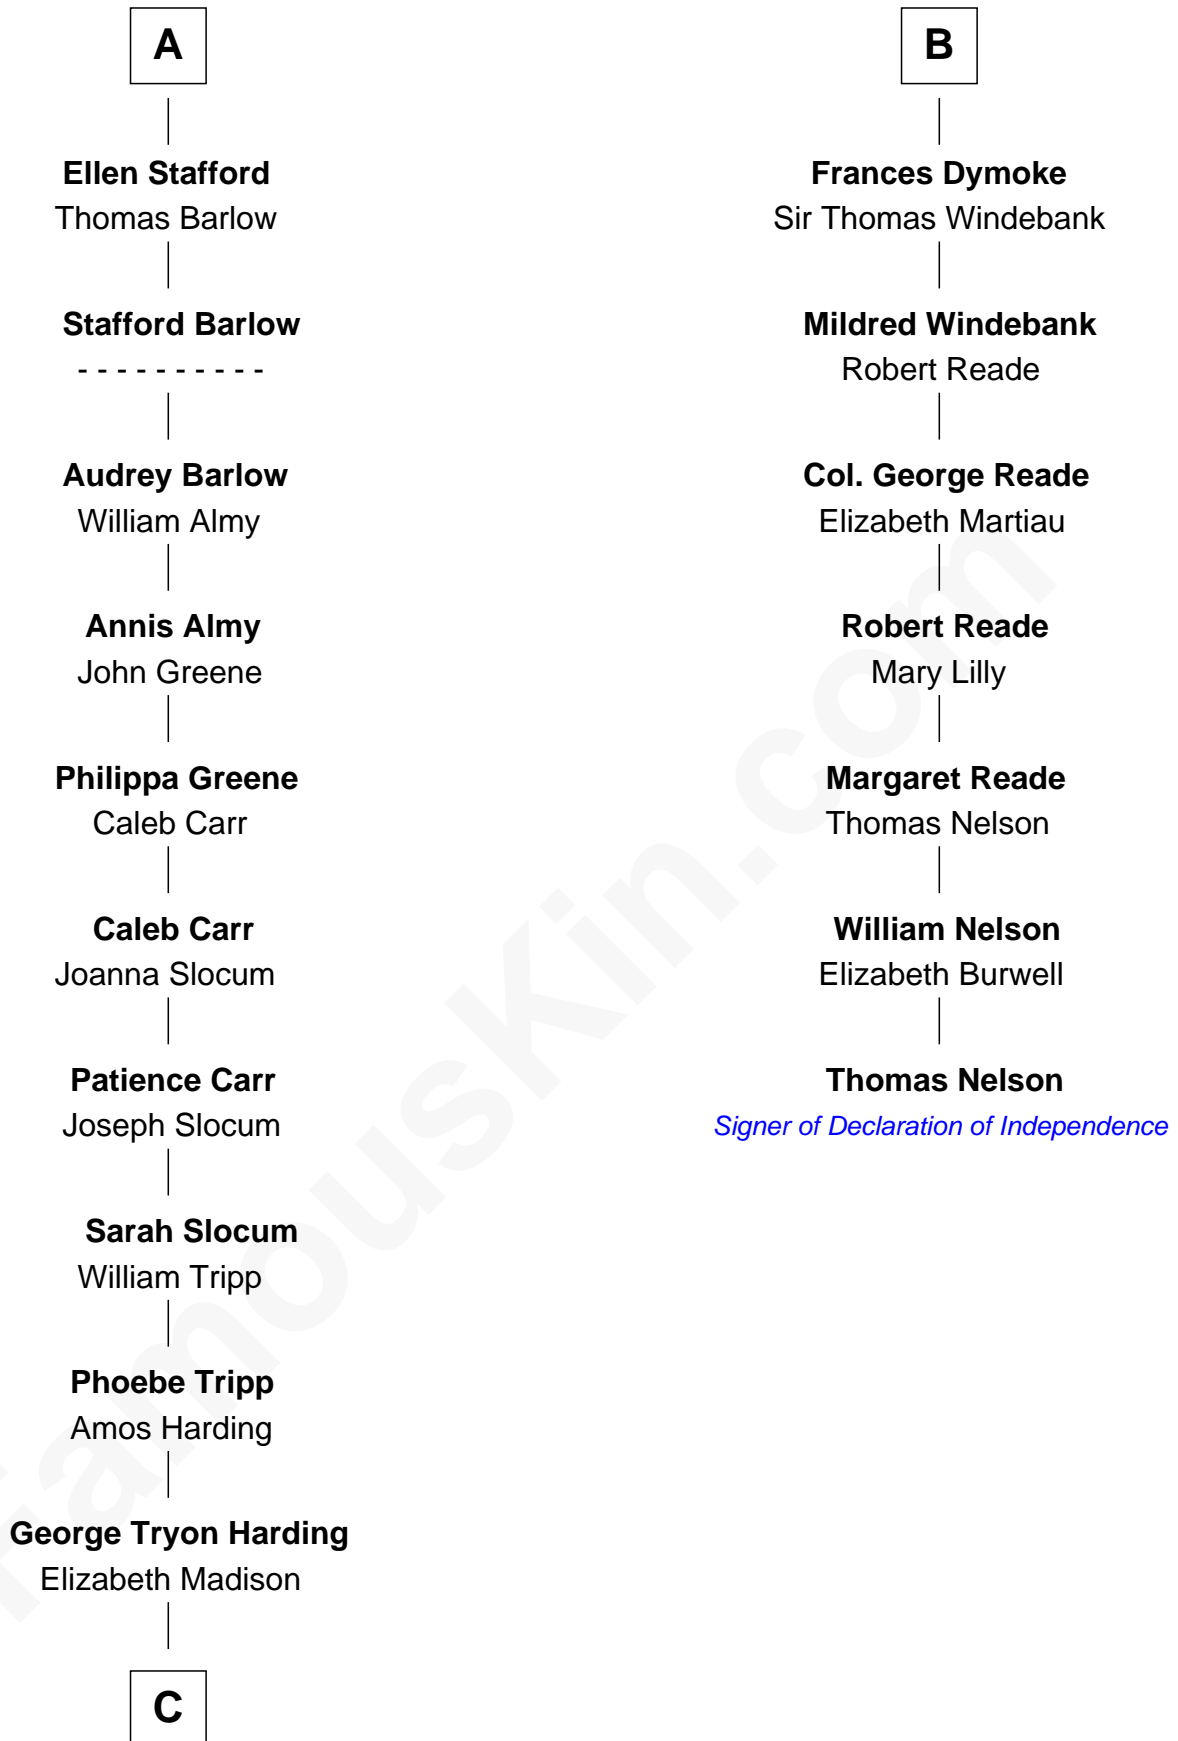 A
Ellen Stafford
Thomas Barlow
Stafford Barlow
- - - - - - - - - -
Audrey Barlow
William Almy
Annis Almy
John Greene
Philippa Greene
Caleb Carr
Caleb Carr
Joanna Slocum
Patience Carr
Joseph Slocum
Sarah Slocum
William Tripp
Phoebe Tripp
Amos Harding
George Tryon Harding
Elizabeth Madison
C
B
Frances Dymoke
Sir Thomas Windebank
Mildred Windebank
Robert Reade
Col. George Reade
Elizabeth Martiau
Robert Reade
Mary Lilly
Margaret Reade
Thomas Nelson
William Nelson
Elizabeth Burwell
Thomas Nelson
Signer of Declaration of Independence
FamousKin.com